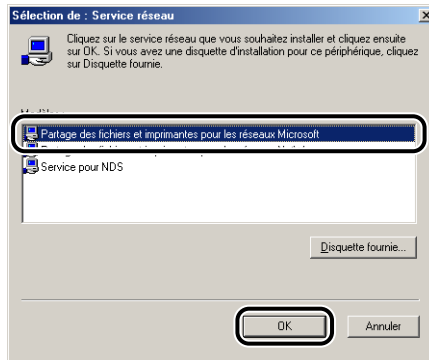 Sélection de : Service réseau
Cliquez sur le service réseau que vous souhaitez installer et cliquez ensuite
sur OK. Si vous avez une disquette d'installation pour ce périphérique, cliquez
sur Disquette fournie.
Partage des fichiers et imprimantes pour les réseaux Microsoft
Service pour NDS
Disquette fournie...
OK
Annuler